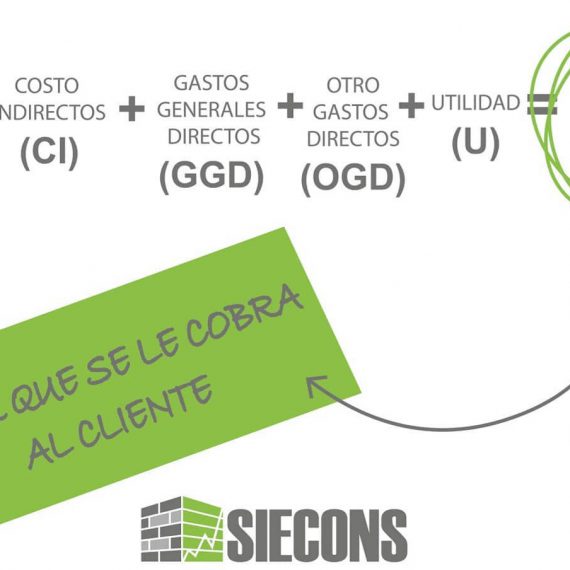 COSTO
NDIRECTOS
(CI)
+
GASTOS
GENERALES
DIRECTOS
(GGD)
+
OTRO
GASTOS
DIRECTOS
(OGD)
+
UTILIDAD
(U)
=
QUE SE LE COBRA
AL CLIENTE
SIECONS